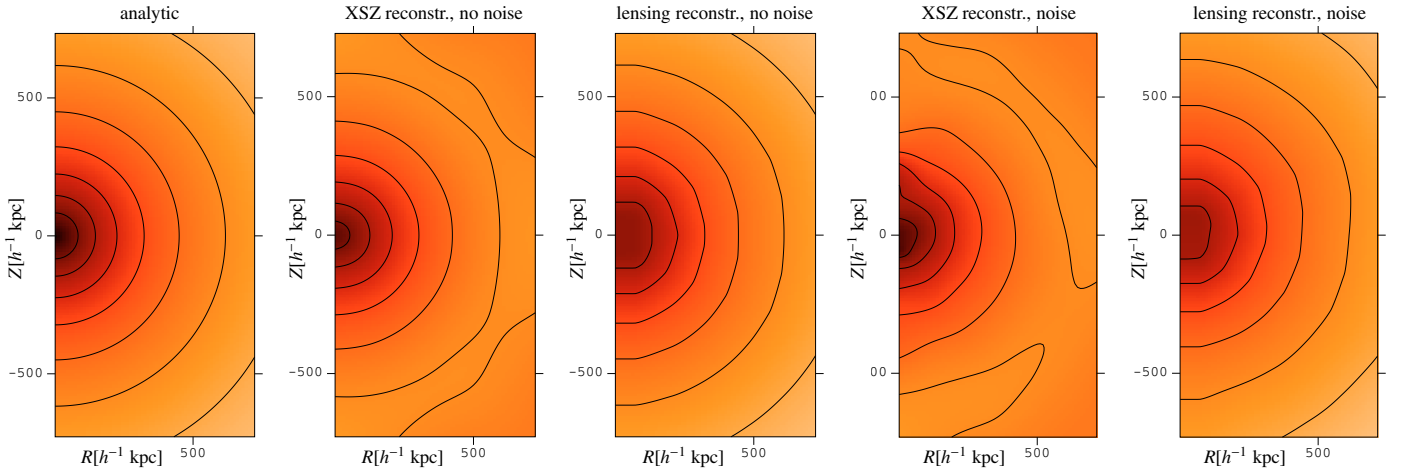 analytic
XSZ reconstr., no noise
lensing reconstr., no noise
XSZ reconstr., noise
lensing reconstr., noise
Z[h⁻¹ kpc]
500
0
−500
R[h⁻¹ kpc]
500
Z[h⁻¹ kpc]
500
0
−500
R[h⁻¹ kpc]
500
Z[h⁻¹ kpc]
500
0
−500
R[h⁻¹ kpc]
500
Z[h⁻¹ kpc]
00
0
00
R[h⁻¹ kpc]
500
Z[h⁻¹ kpc]
500
0
−500
R[h⁻¹ kpc]
500